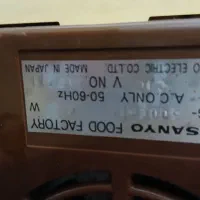 SANYO FOOD FACTORY
W
A.C.ONLY 50-60Hz
V NO.
ELECTRIC CO.LTD. MADE IN JAPAN